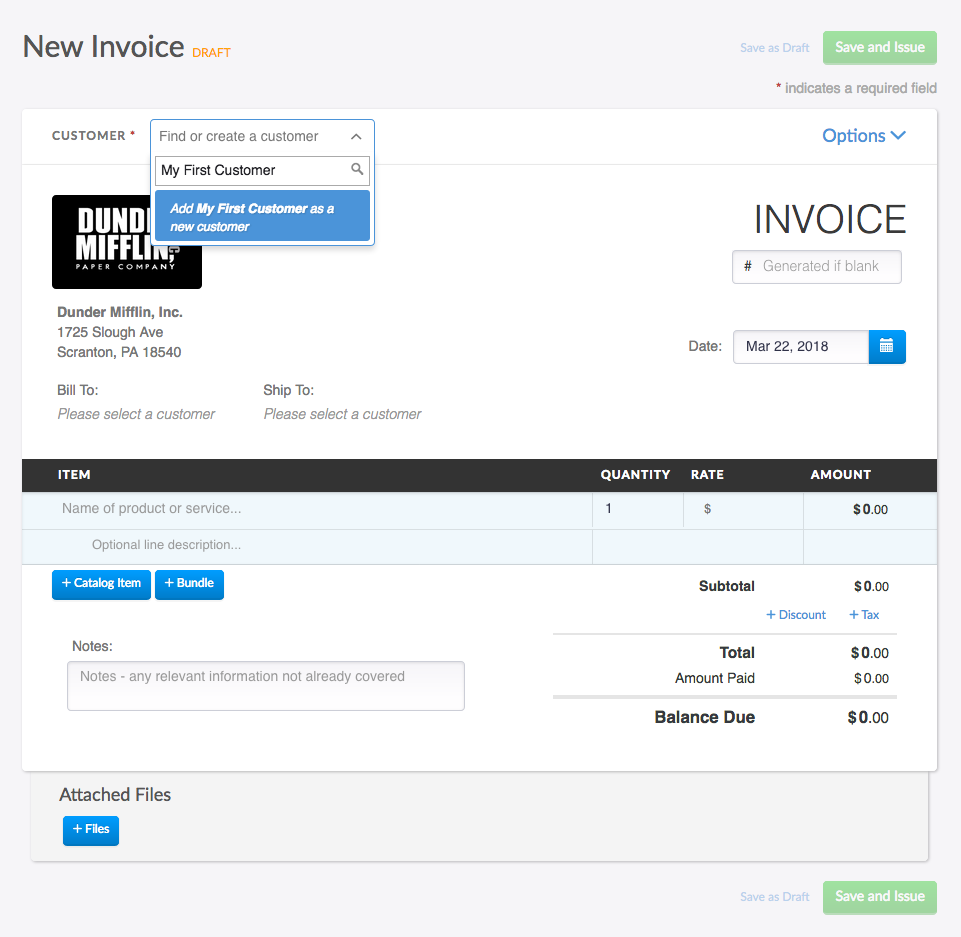 New Invoice DRAFT
Save as Draft Save and Issue
* indicates a required field
CUSTOMER * Find or create a customer Options
My First Customer
Add My First Customer as a
new customer
DUND
MIFFLIN,
PAPER COMPANY
INVOICE
# Generated if blank
Dunder Mifflin, Inc.
1725 Slough Ave
Scranton, PA 18540
Date: Mar 22, 2018
Bill To: Ship To:
Please select a customer Please select a customer
ITEM QUANTITY RATE AMOUNT
Name of product or service... 1 $ $0.00
Optional line description...
+ Catalog Item + Bundle
Subtotal $0.00
+ Discount + Tax
Total $0.00
Amount Paid $0.00
Balance Due $0.00
Notes:
Notes - any relevant information not already covered
Attached Files
+ Files
Save as Draft Save and Issue